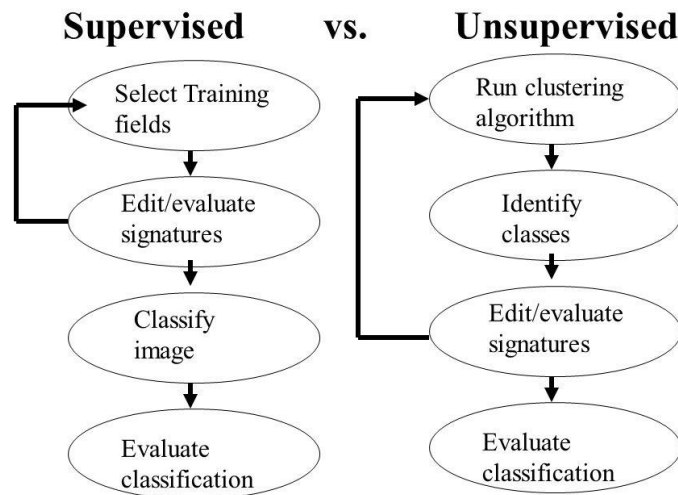 Supervised vs. Unsupervised
Select Training
fields
Edit/evaluate
signatures
Classify
image
Evaluate
classification
Run clustering
algorithm
Identify
classes
Edit/evaluate
signatures
Evaluate
classification